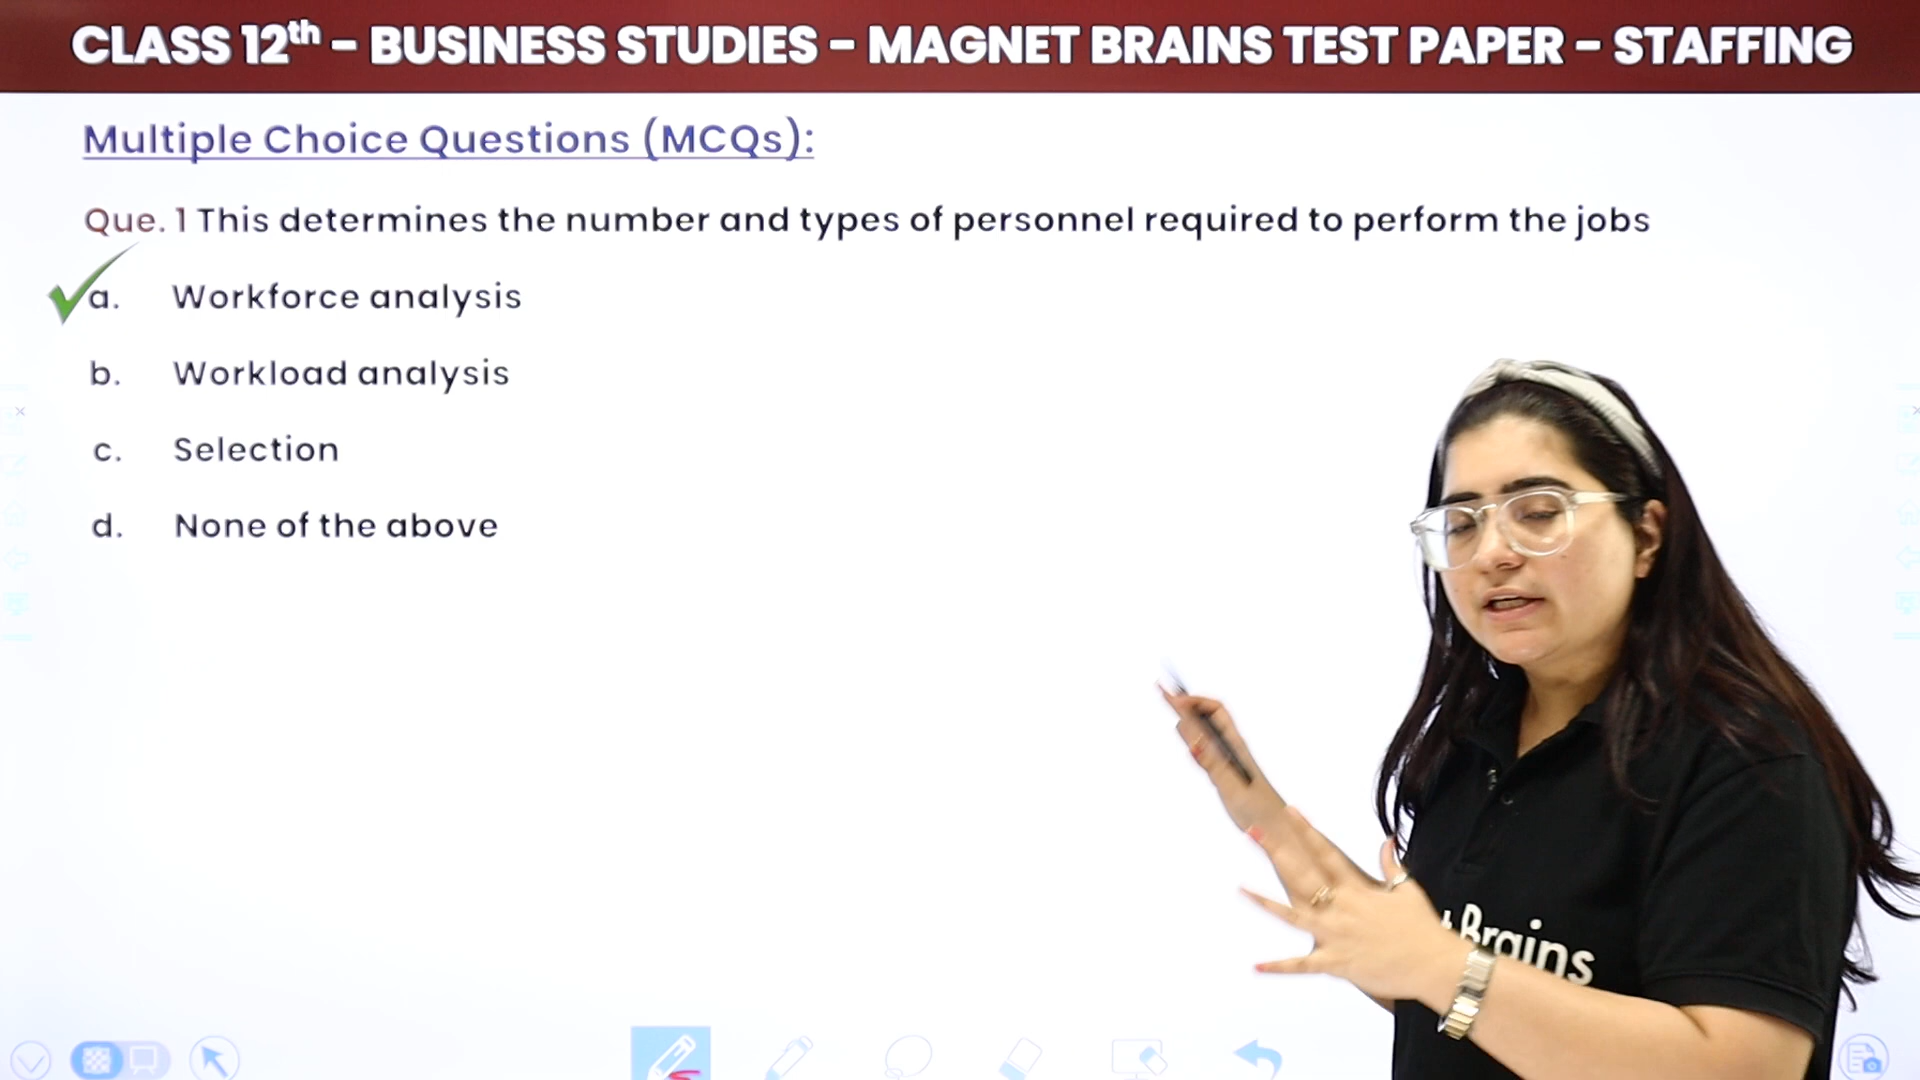 CLASS 12th - BUSINESS STUDIES - MAGNET BRAINS TEST PAPER - STAFFING
Multiple Choice Questions (MCQs):
Que. 1 This determines the number and types of personnel required to perform the jobs
a. Workforce analysis
b. Workload analysis
c. Selection
d. None of the above
t Brains